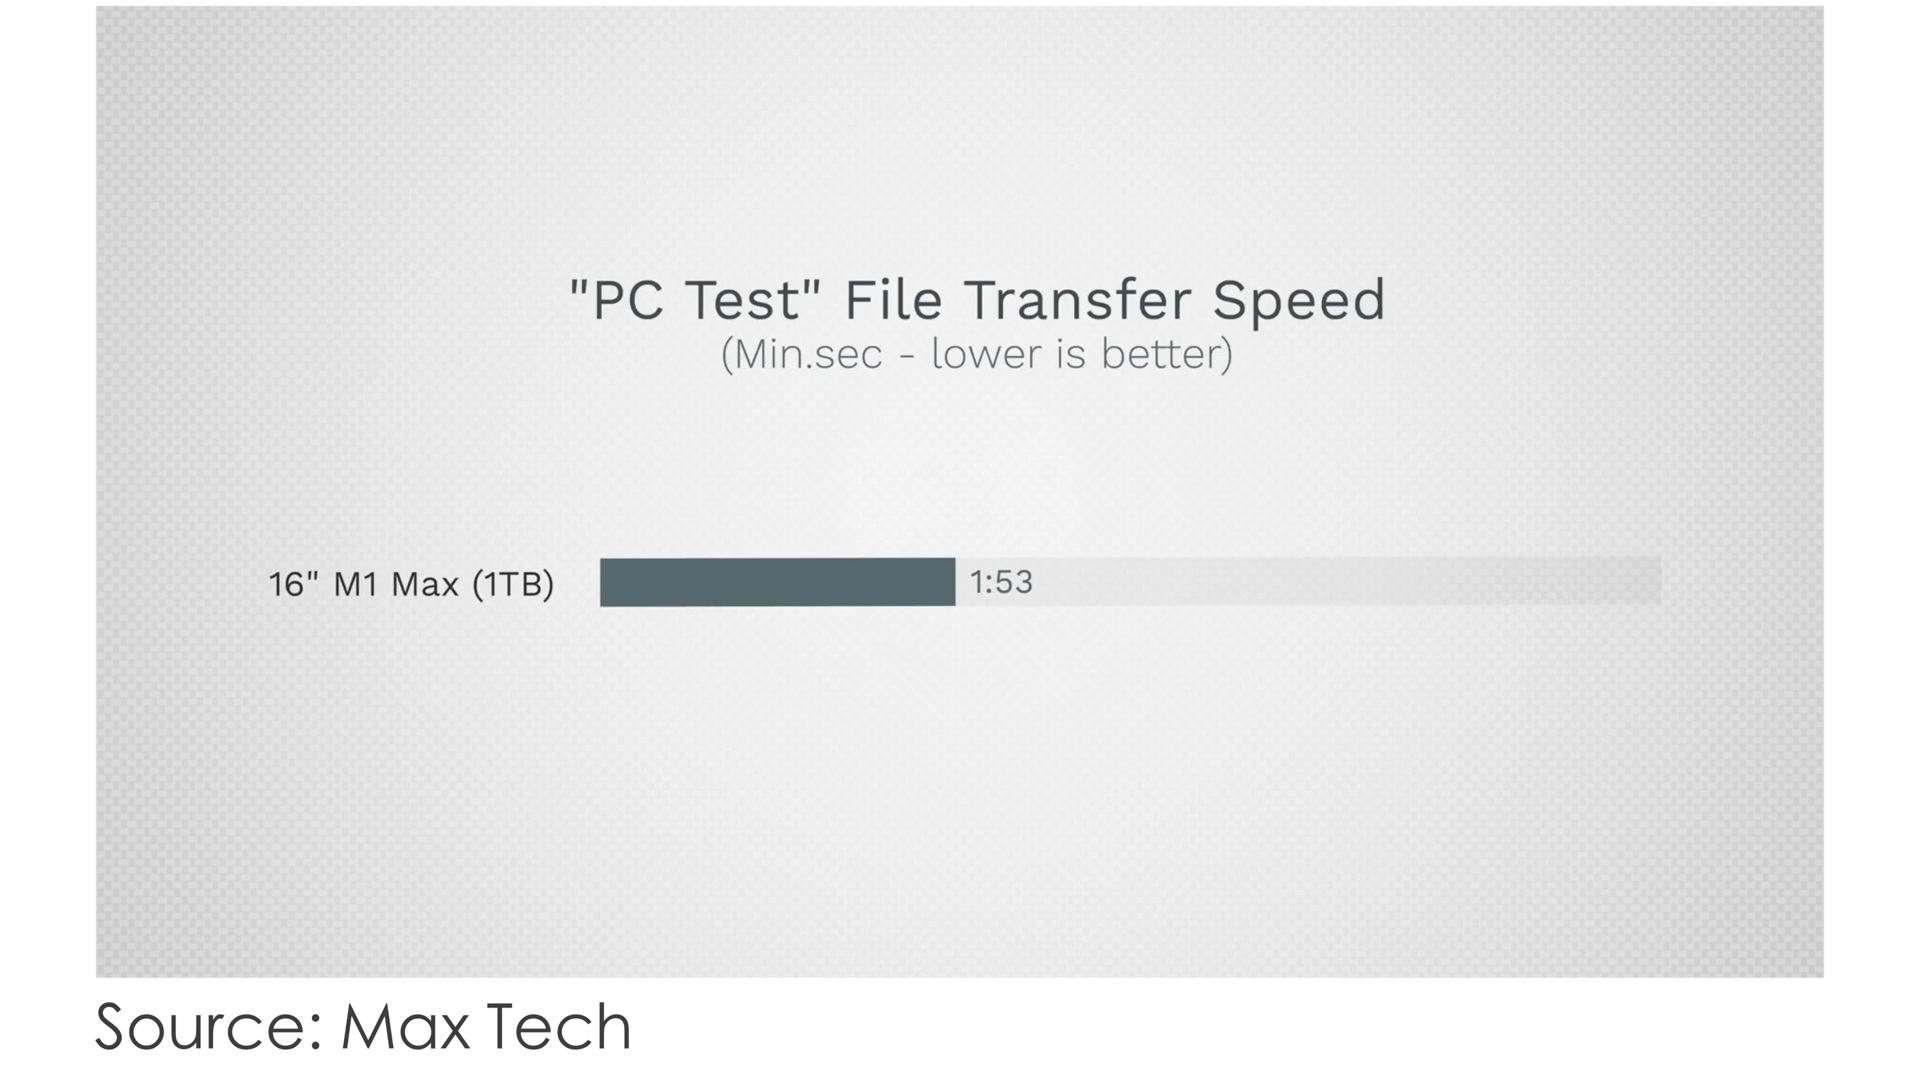 "PC Test" File Transfer Speed
(Min.sec - lower is better)
16" M1 Max (1TB) 1:53
Source: Max Tech